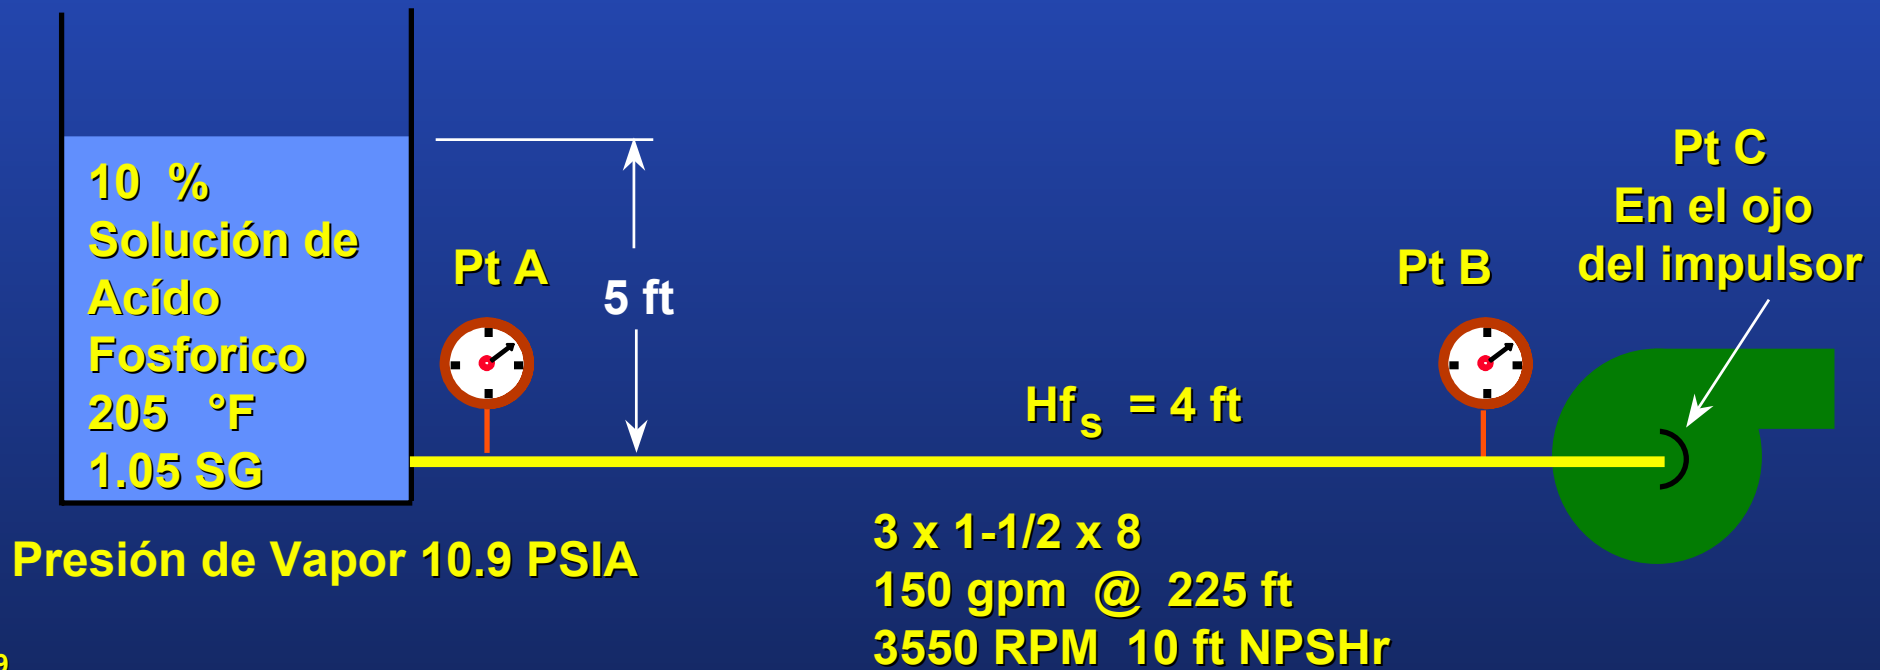 10 %
Solución de
Acído
Fosforico
205 °F
1.05 SG
Presión de Vapor 10.9 PSIA
Pt A
5 ft
Hf s = 4 ft
Pt B
Pt C
En el ojo
del impulsor
3 x 1-1/2 x 8
150 gpm @ 225 ft
3550 RPM 10 ft NPSHr
9